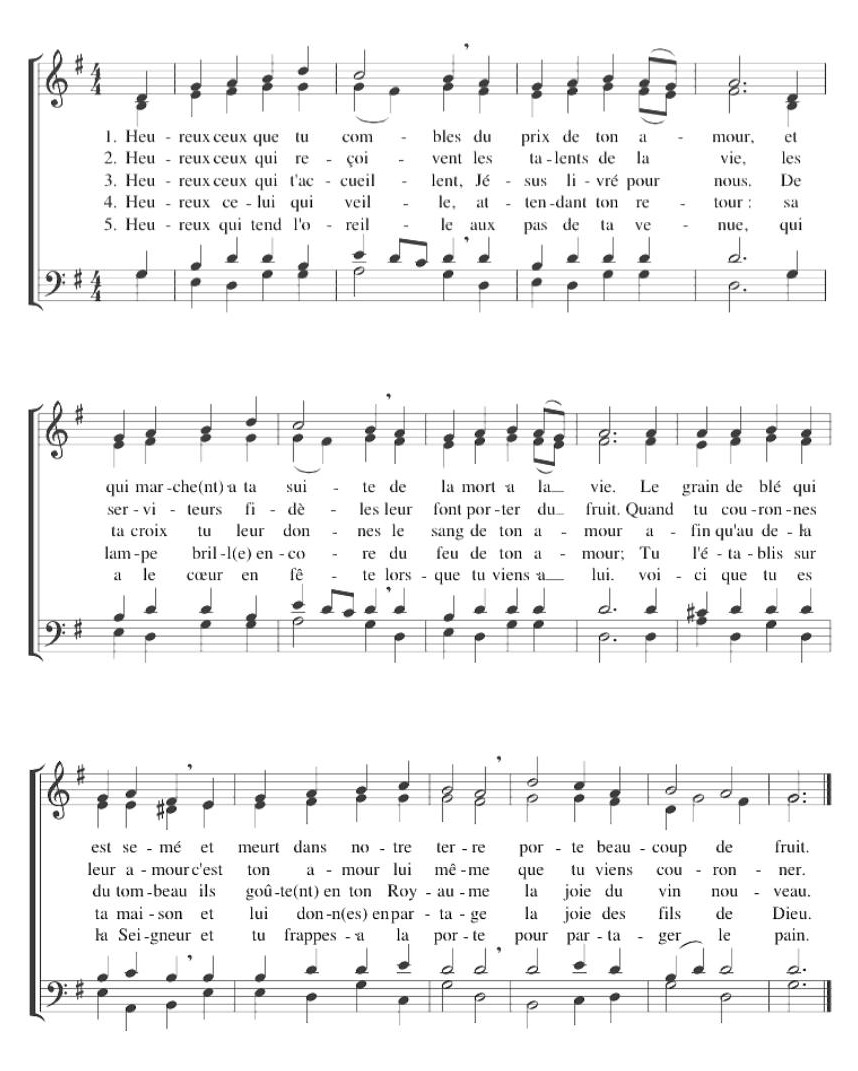 1. Heu - reux ceux que tu com - bles du prix de ton a - mour, et
2. Heu - reux ceux qui re - çoi - vent les ta - lents de la vie, les
3. Heu - reux ceux qui t'ac - cueil - lent, Jé - sus li - vré pour nous. De
4. Heu - reux ce - lui qui veil - le, at - ten - dant ton re - tour : sa
5. Heu - reux qui tend l'o - reil - le aux pas de ta ve - nue, qui
qui mar - che(nt) a ta sui - te de la mort a la_ vie. Le grain de blé qui
ser - vi - teurs fi - dè - les leur font por - ter du_ fruit. Quand tu cou - ron - nes
ta croix tu leur don - nes le sang de ton a - mour a - fin qu'au de - la
lam - pe bril - l(e) en - co - re du feu de ton a - mour; Tu l'é - ta - blis sur
a le cœur en fê - te lors - que tu viens a_ lui. voi - ci que tu es
est se - mé et meurt dans no - tre ter - re por - te beau - coup de fruit.
leur a - mour c'est ton a - mour lui mê - me que tu viens cou - ron - ner.
du tom - beau ils goû - te(nt) en ton Roy - au - me la joie du vin nou - veau.
ta mai - son et lui don - n(es) en par - ta - ge la joie des fils de Dieu.
la Sei - gneur et tu frappes - a la por - te pour par - ta - ger le pain.